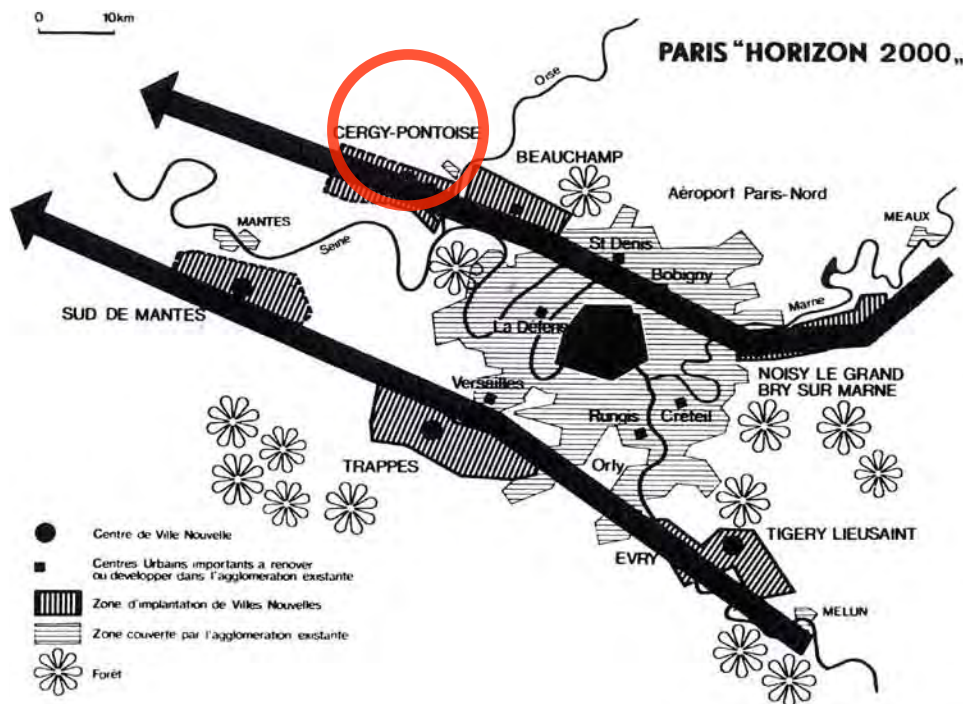 0 10km
PARIS "HORIZON 2000„
Oise
CERGY-PONTOISE
BEAUCHAMP
Aéroport Paris-Nord
MEAUX
MANTES
Seine
St Denis
Bobigny
Marne
SUD DE MANTES
La Défens
NOISY LE GRAND
BRY SUR MARNE
Versailles
Rungis
Créteil
TRAPPES
Orly
TIGERY LIEUSAINT
EVRY
MELUN
Centre de Ville Nouvelle
Centres Urbains importants a renover
ou developper dans l'agglomeration existante
Zone d'implantation de Villes Nouvelles
Zone couverte par l'agglomeration existante
Forêt